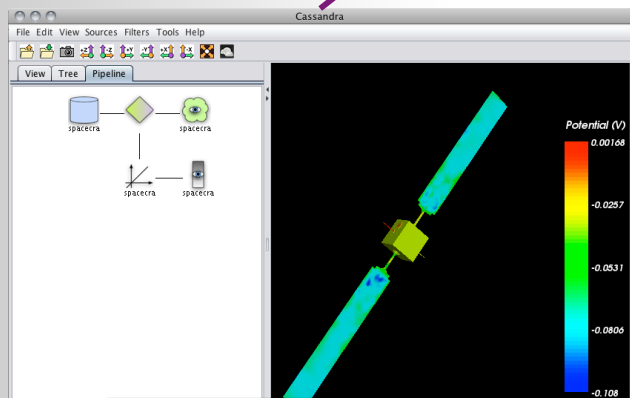 Cassandra
File Edit View Sources Filters Tools Help
+Z -Z +Y -Y +X -X
View Tree Pipeline
spacecra spacecra
spacecra spacecra
Potential (V)
0.00168
-0.0257
-0.0531
-0.0806
-0.108